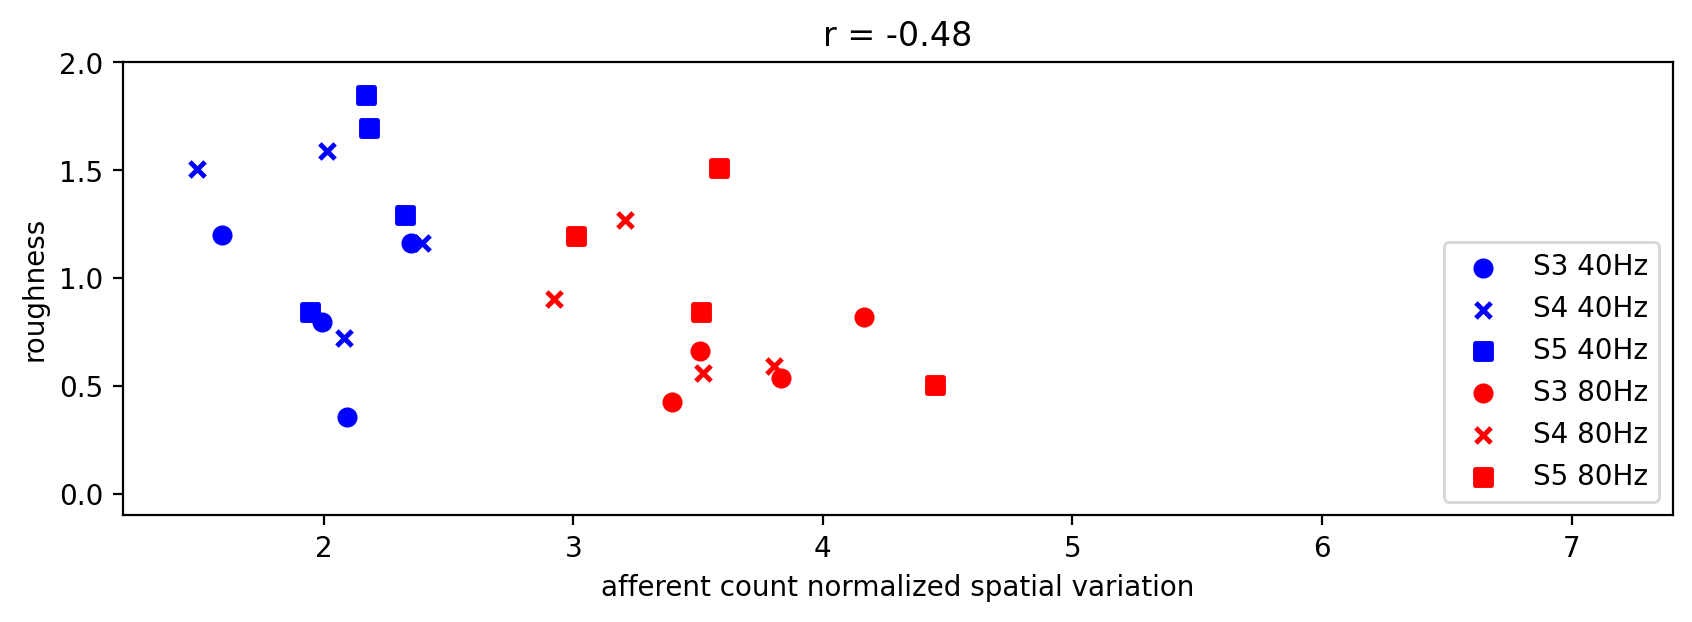 r = -0.48
2.0
1.5
1.0
0.5
0.0
roughness
S3 40Hz
S4 40Hz
S5 40Hz
S3 80Hz
S4 80Hz
S5 80Hz
2 3 4 5 6 7
afferent count normalized spatial variation